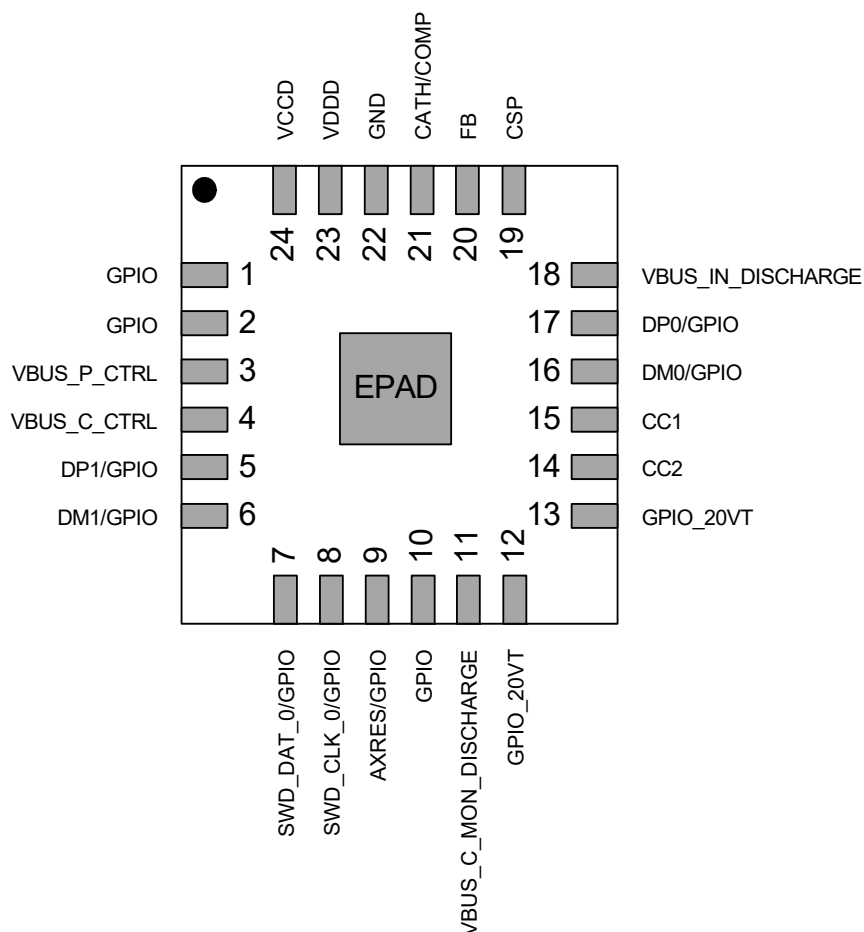 VCCD
VDDD
GND
CATH/COMP
FB
CSP
24
23
22
21
20
19
GPIO 1
GPIO 2
VBUS_P_CTRL 3
VBUS_C_CTRL 4
DP1/GPIO 5
DM1/GPIO 6
EPAD
18 VBUS_IN_DISCHARGE
17 DP0/GPIO
16 DM0/GPIO
15 CC1
14 CC2
13 GPIO_20VT
7
8
9
10
11
12
SWD_DAT_0/GPIO
SWD_CLK_0/GPIO
AXRES/GPIO
GPIO
VBUS_C_MON_DISCHARGE
GPIO_20VT